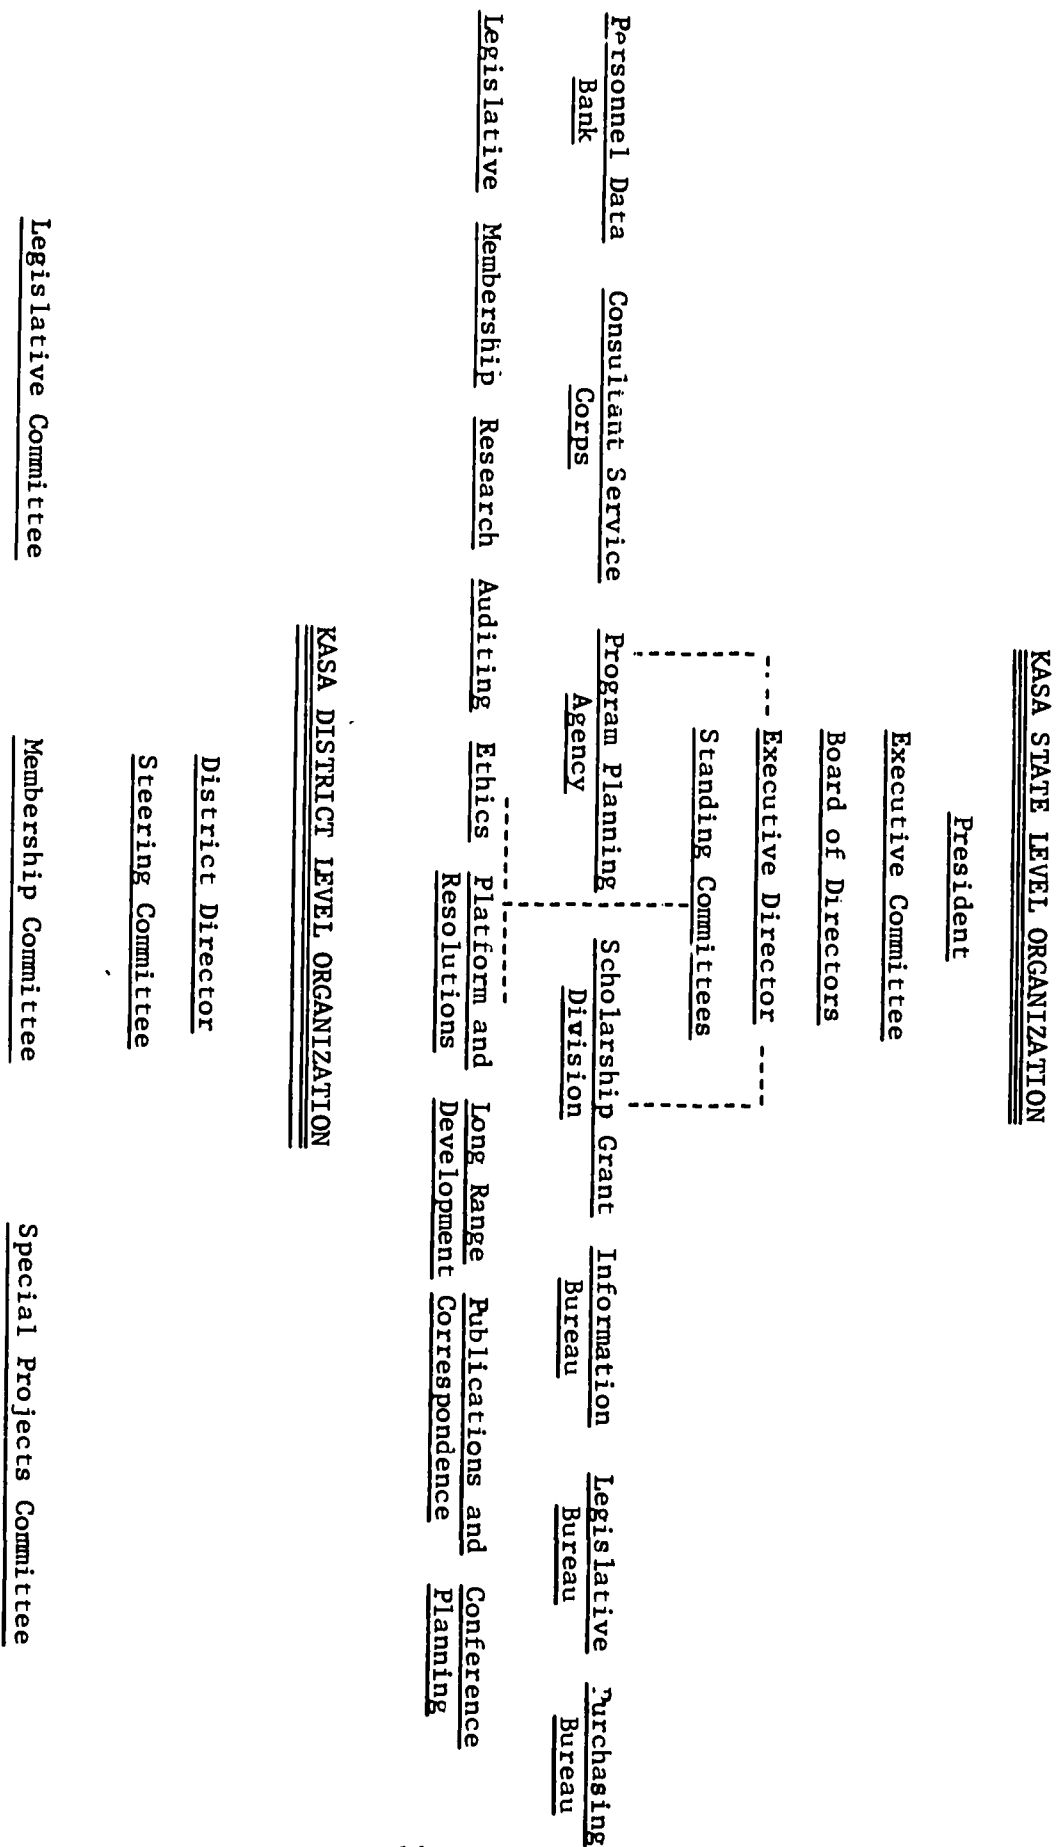 KASA STATE LEVEL ORGANIZATION
President
Executive Committee
Board of Directors
Executive Director
Standing Committees
Personnel Data Bank
Consultant Service Corps
Program Planning Agency
Scholarship Grant Division
Information Bureau
Legislative Bureau
Purchasing Bureau
Legislative
Membership
Research
Auditing
Ethics
Platform and Resolutions
Long Range Development
Publications and Correspondence
Conference Planning
KASA DISTRICT LEVEL ORGANIZATION
District Director
Steering Committee
Legislative Committee
Membership Committee
Special Projects Committee